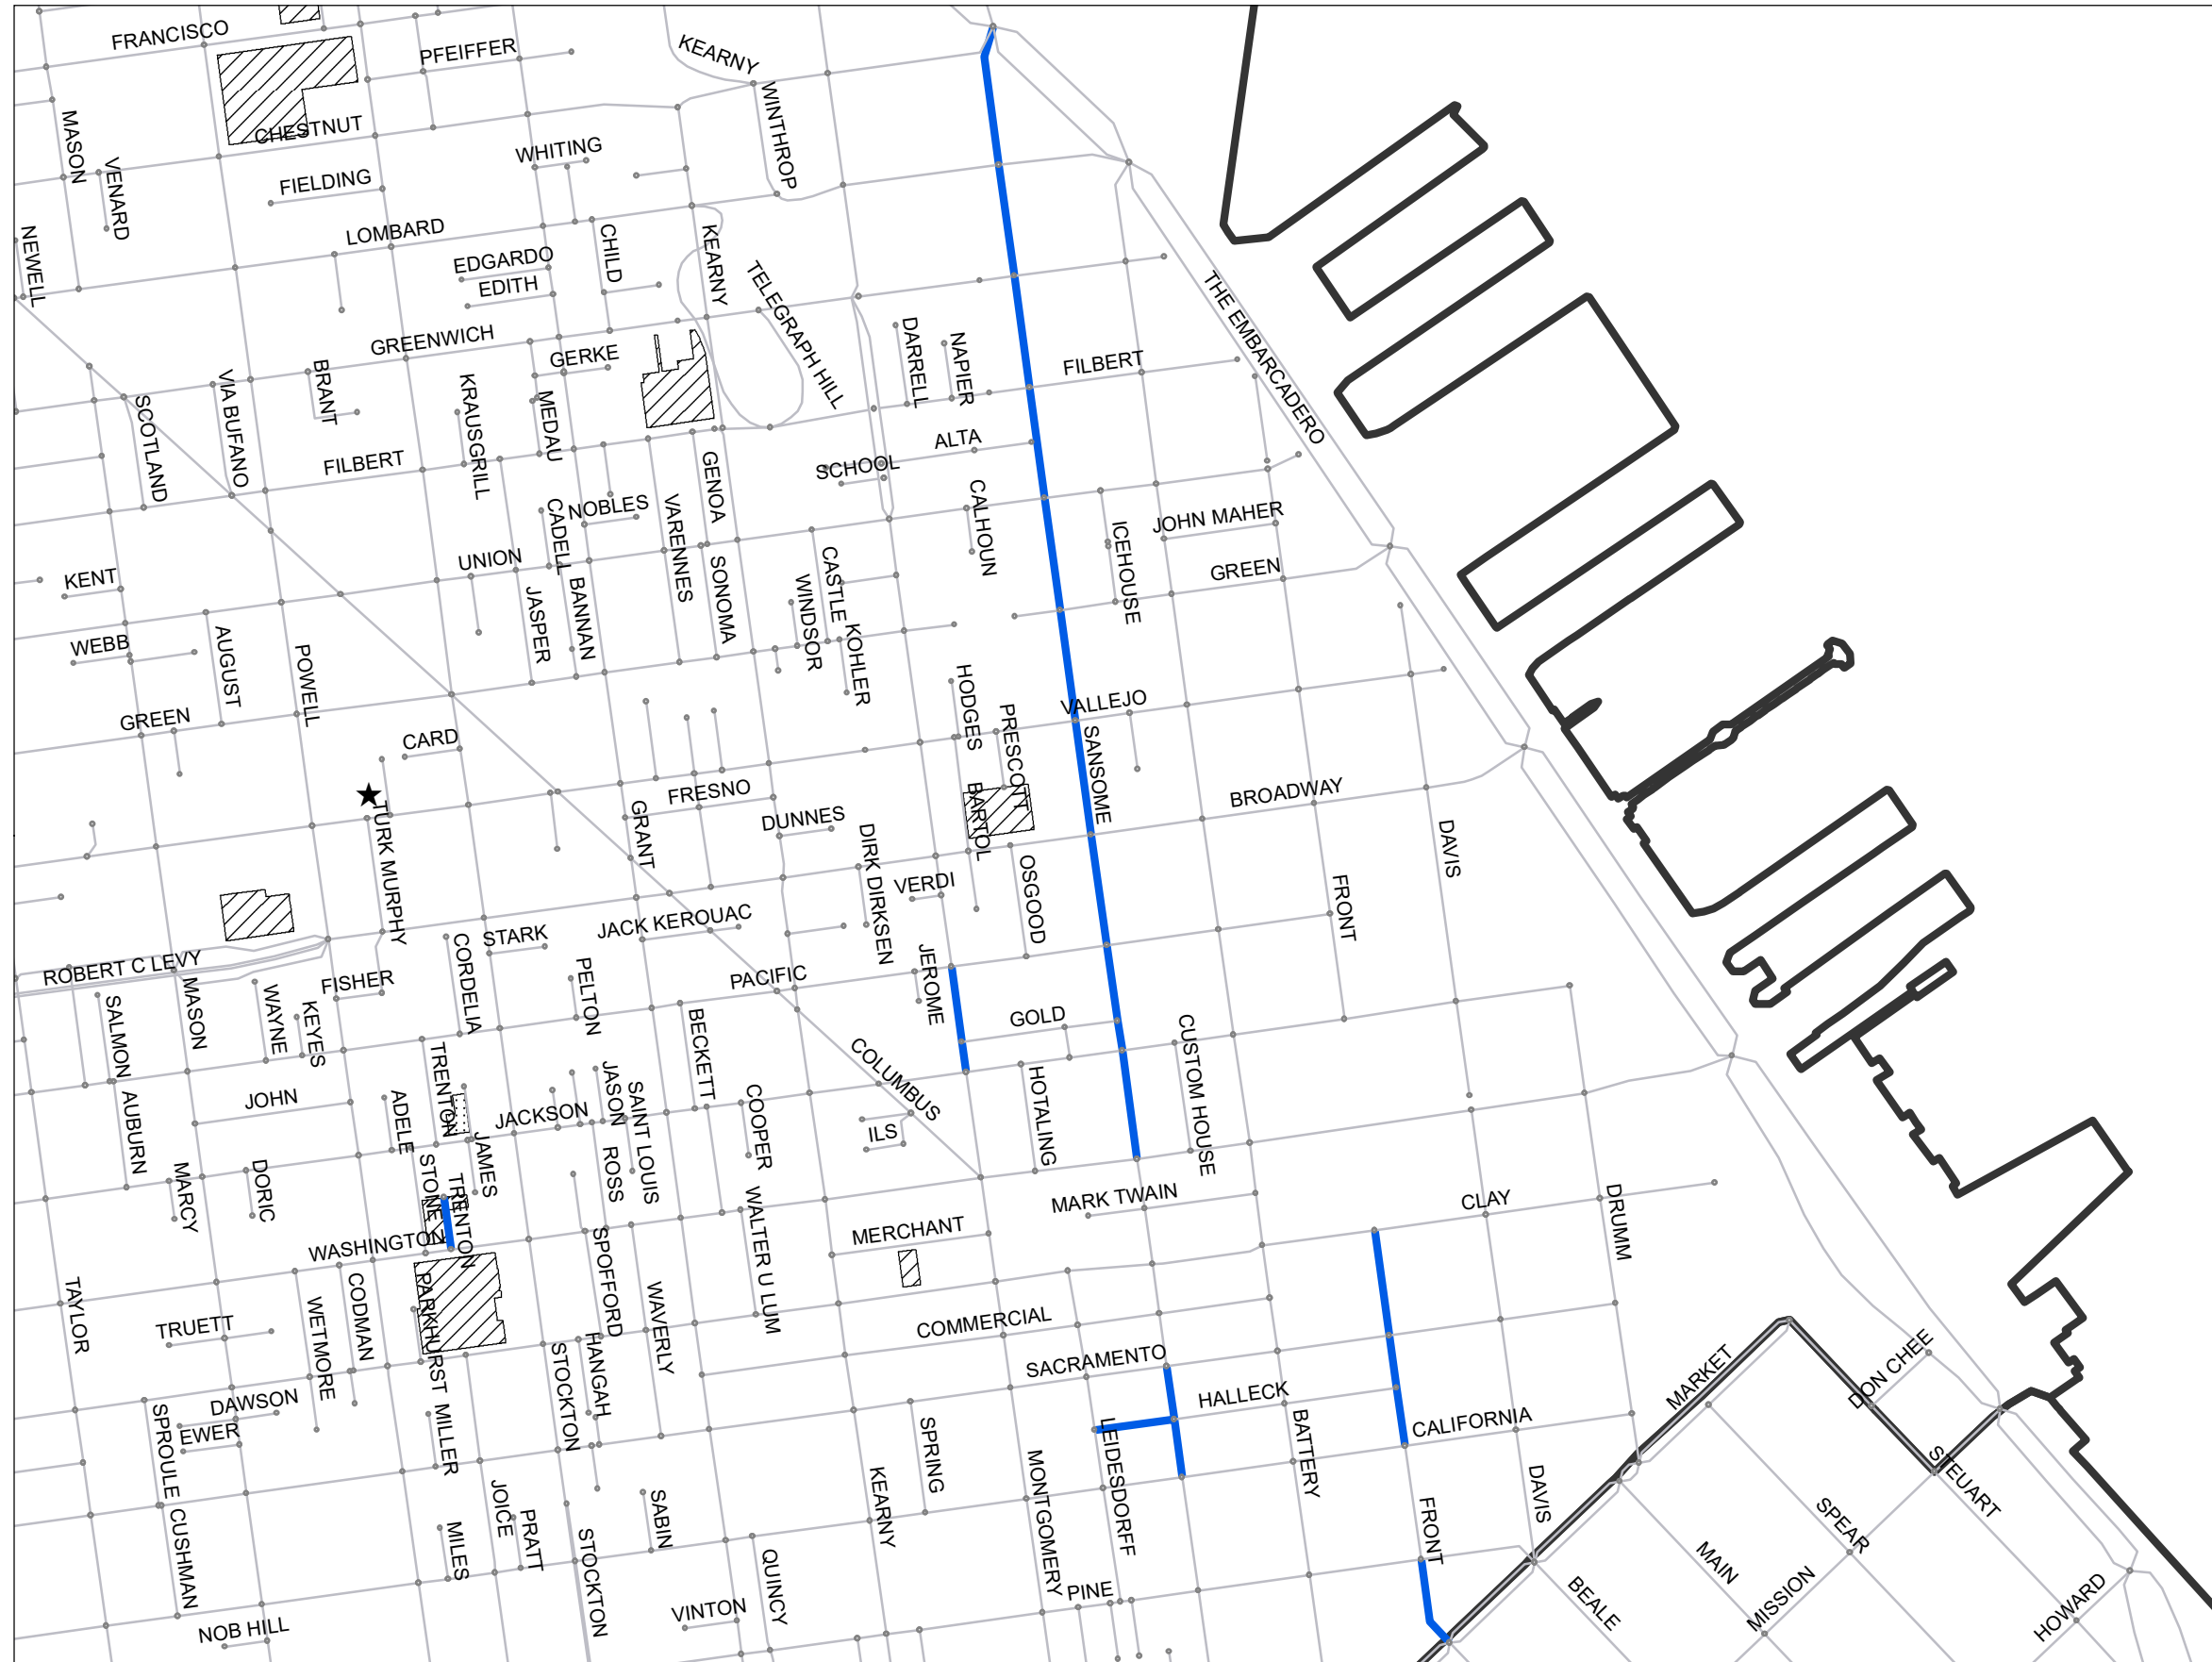 FRANCISCO
PFEIFFER
KEARNY
WINTHROP
MASON
CHESTNUT
WHITING
VENARD
FIELDING
NEWELL
LOMBARD
CHILD
KEARNY
EDGARDO
EDITH
TELEGRAPH HILL
THE EMBARCADERO
GREENWICH
GERKE
DARRELL
NAPIER
FILBERT
BRANT
VIA BUFANO
SCOTLAND
KRAUSGRILL
MEDAU
ALTA
FILBERT
GENOA
SCHOOL
CALHOUN
CADELL
NOBLES
VARENNES
JOHN MAHER
ICEHOUSE
UNION
SONOMA
CASTLE
GREEN
KENT
BANNAN
JASPER
WINDSOR
KOHLER
WEBB
AUGUST
POWELL
HODGES
PRESCOTT
VALLEJO
GREEN
CARD
SANSOME
FRESNO
BROADWAY
TURK MURPHY
GRANT
DUNNES
BARTOL
DAVIS
DIRK DIRKSEN
VERDI
OSGOOD
FRONT
JACK KEROUAC
STARK
CORDELIA
JEROME
ROBERT C LEVY
FISHER
PELTON
PACIFIC
MASON
SALMON
WAYNE
KEYES
BECKETT
GOLD
CUSTOM HOUSE
TRENTON
COLUMBUS
JASON
SAINT LOUIS
HOTALING
AUBURN
JOHN
ADELE
JACKSON
COOPER
ILS
JAMES
ROSS
MARCY
DORIC
STONE
TRENTON
WALTER U LUM
MARK TWAIN
CLAY
DRUMM
WASHINGTON
SPOFFORD
MERCHANT
TAYLOR
CODMAN
PARKHURST
WAVERLY
WETMORE
TRUETT
COMMERCIAL
HANGAH
STOCKTON
SACRAMENTO
MARKET
DON CHEE
DAWSON
HALLECK
SPROULE
EWER
MILLER
SPRING
LEIDESDORFF
BATTERY
CALIFORNIA
STEUART
MONTGOMERY
KEARNY
DAVIS
JOICE
PRATT
SABIN
FRONT
SPEAR
CUSHMAN
MILES
STOCKTON
QUINCY
MAIN
PINE
BEALE
MISSION
HOWARD
VINTON
NOB HILL